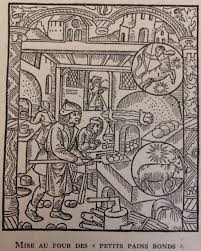 MISE AU FOUR DES « PETITS PAINS RONDS ».